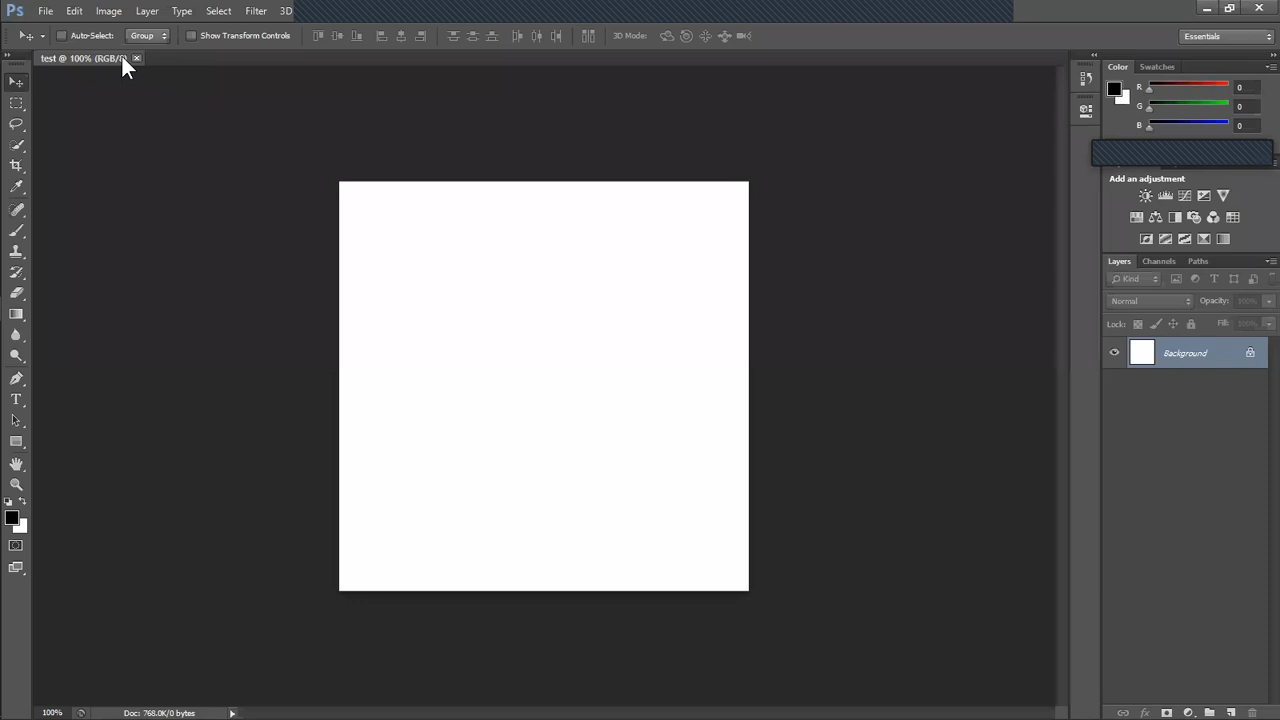 Ps File Edit Image Layer Type Select Filter 3D
Auto-Select: Group Show Transform Controls 3D Mode: Essentials
test @ 100% (RGB/8)
Color Swatches
R 0
G 0
B 0
Add an adjustment
Layers Channels Paths
Kind
Normal Opacity: 100%
Lock: Fill: 100%
Background
100% Doc: 768.0K/0 bytes